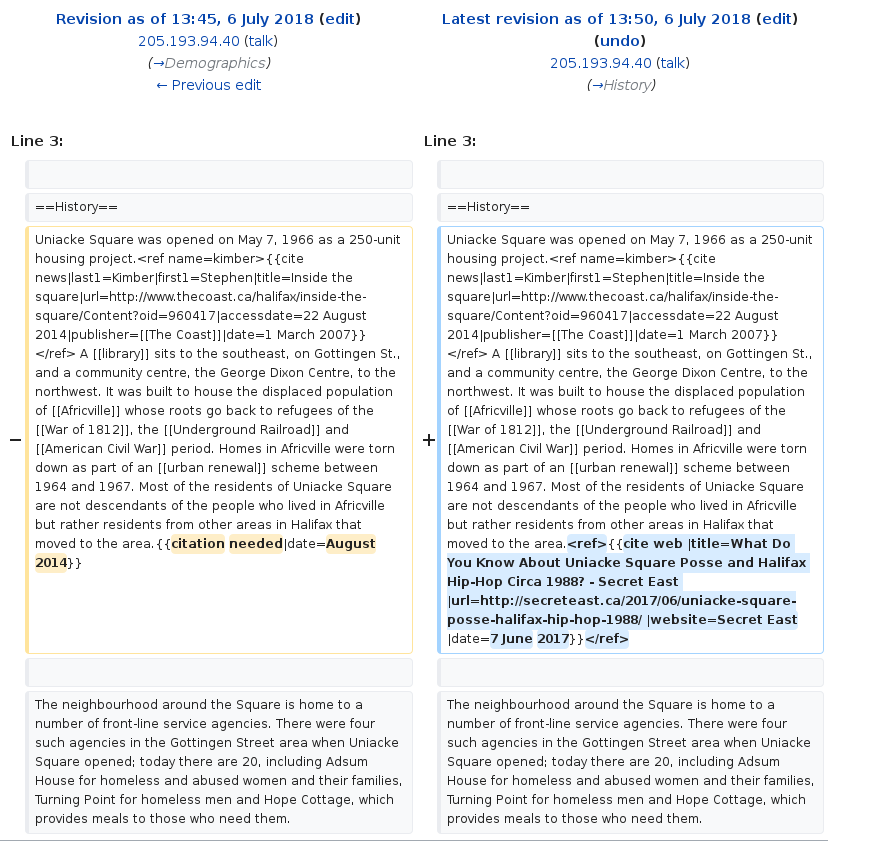 Revision as of 13:45, 6 July 2018 (edit)
205.193.94.40 (talk)
(→Demographics)
← Previous edit
Latest revision as of 13:50, 6 July 2018 (edit)
(undo)
205.193.94.40 (talk)
(→History)
Line 3:
==History==
Uniacke Square was opened on May 7, 1966 as a 250-unit
housing project.<ref name=kimber>{{cite
news|last1=Kimber|first1=Stephen|title=Inside the
square|url=http://www.thecoast.ca/halifax/inside-the-
square/Content?oid=960417|accessdate=22 August
2014|publisher=[[The Coast]]|date=1 March 2007}}
</ref> A [[library]] sits to the southeast, on Gottingen St.,
and a community centre, the George Dixon Centre, to the
northwest. It was built to house the displaced population
of [[Africville]] whose roots go back to refugees of the
[[War of 1812]], the [[Underground Railroad]] and
[[American Civil War]] period. Homes in Africville were torn
down as part of an [[urban renewal]] scheme between
1964 and 1967. Most of the residents of Uniacke Square
are not descendants of the people who lived in Africville
but rather residents from other areas in Halifax that
moved to the area.{{citation needed|date=August
2014}}
−
The neighbourhood around the Square is home to a
number of front-line service agencies. There were four
such agencies in the Gottingen Street area when Uniacke
Square opened; today there are 20, including Adsum
House for homeless and abused women and their families,
Turning Point for homeless men and Hope Cottage, which
provides meals to those who need them.
Line 3:
==History==
Uniacke Square was opened on May 7, 1966 as a 250-unit
housing project.<ref name=kimber>{{cite
news|last1=Kimber|first1=Stephen|title=Inside the
square|url=http://www.thecoast.ca/halifax/inside-the-
square/Content?oid=960417|accessdate=22 August
2014|publisher=[[The Coast]]|date=1 March 2007}}
</ref> A [[library]] sits to the southeast, on Gottingen St.,
and a community centre, the George Dixon Centre, to the
northwest. It was built to house the displaced population
of [[Africville]] whose roots go back to refugees of the
[[War of 1812]], the [[Underground Railroad]] and
[[American Civil War]] period. Homes in Africville were torn
down as part of an [[urban renewal]] scheme between
1964 and 1967. Most of the residents of Uniacke Square
are not descendants of the people who lived in Africville
but rather residents from other areas in Halifax that
moved to the area.<ref>{{cite web |title=What Do
You Know About Uniacke Square Posse and Halifax
Hip-Hop Circa 1988? - Secret East
|url=http://secreteast.ca/2017/06/uniacke-square-
posse-halifax-hip-hop-1988/ |website=Secret East
|date=7 June 2017}}</ref>
+
The neighbourhood around the Square is home to a
number of front-line service agencies. There were four
such agencies in the Gottingen Street area when Uniacke
Square opened; today there are 20, including Adsum
House for homeless and abused women and their families,
Turning Point for homeless men and Hope Cottage, which
provides meals to those who need them.